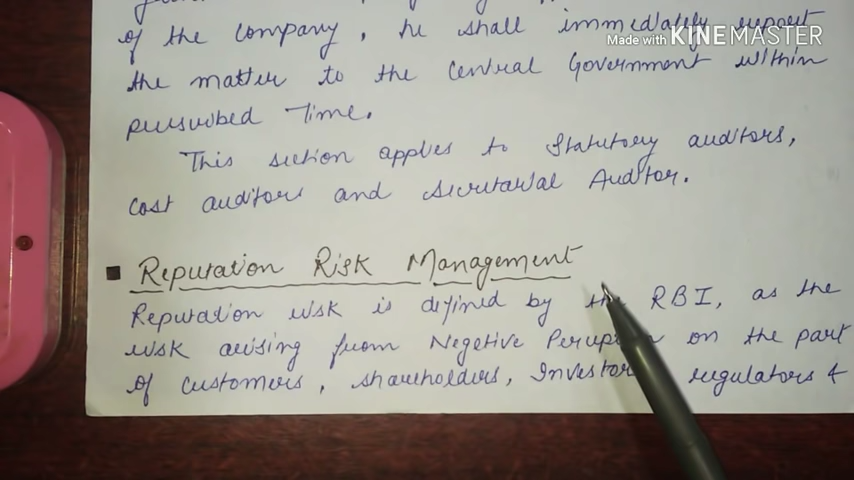 of the company, he shall immediately report
Made with KINEMASTER
the matter to the Central Government within
prescribed Time.
This section applies to Statutory auditors,
cost auditors and Secretarial Auditor.
Reputation Risk Management
Reputation risk is defined by the RBI, as the
risk arising from Negetive Perception on the part
of customers, shareholders, Investors regulators &